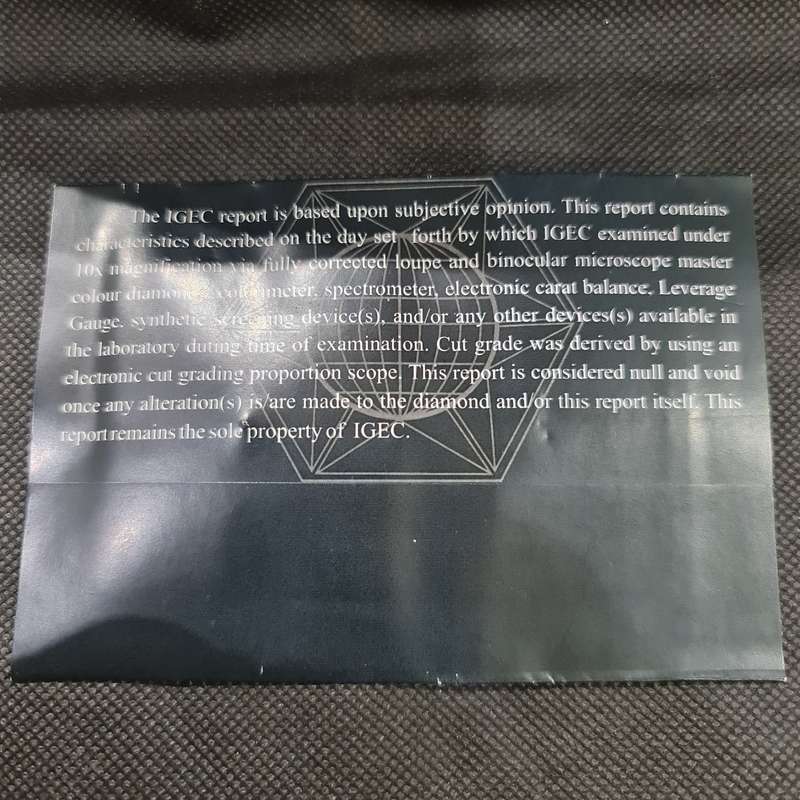 The IGEC report is based upon subjective opinion. This report contains
characteristics described on the day set forth by which IGEC examined under
10x magnification via fully corrected loupe and binocular microscope master
colour diamonds, colorimeter, spectrometer, electronic carat balance. Leverage
Gauge. synthetic screening device(s), and/or any other devices(s) available in
the laboratory duting time of examination. Cut grade was derived by using an
electronic cut grading proportion scope. This report is considered null and void
once any alteration(s) is/are made to the diamond and/or this report itself. This
report remains the sole property of IGEC.